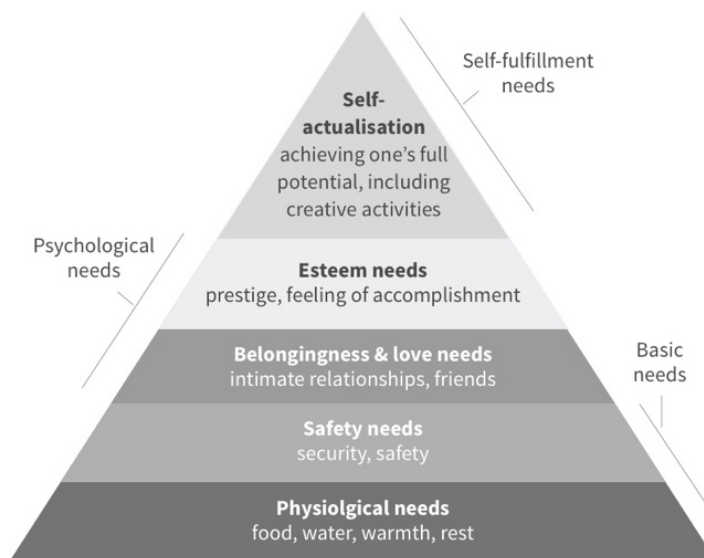 Self-fulfillment
needs
Self-
actualisation
achieving one's full
potential, including
creative activities
Psychological
needs
Esteem needs
prestige, feeling of accomplishment
Belongingness & love needs
intimate relationships, friends
Basic
needs
Safety needs
security, safety
Physiolgical needs
food, water, warmth, rest